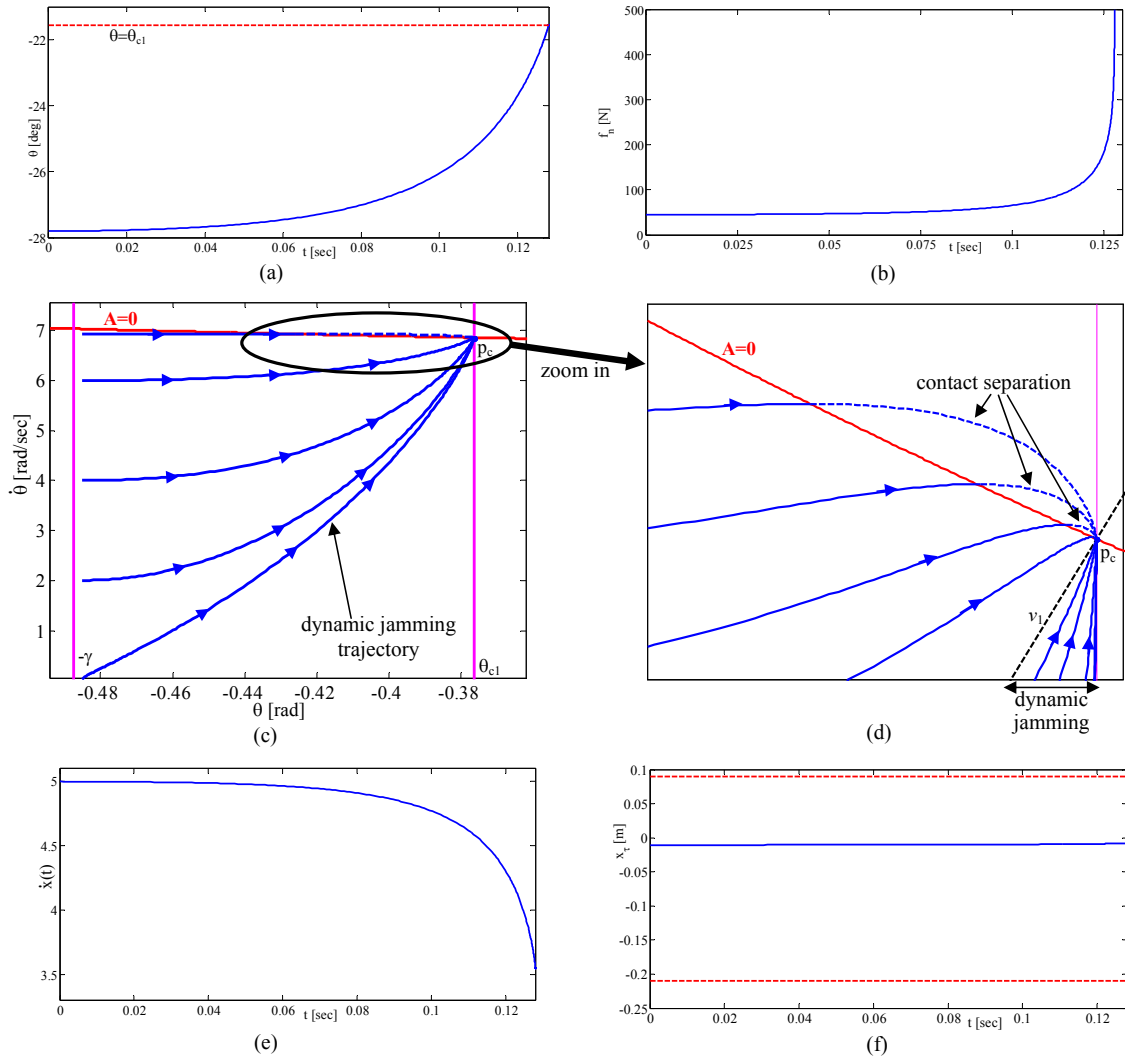 -22
-24
-26
-28
θ [deg]
θ=θc1
0 0.02 0.04 0.06 0.08 0.1 0.12
t [sec]
(a)
500
400
300
200
100
0
f_n [N]
0 0.025 0.05 0.075 0.1 0.125
t [sec]
(b)
A=0
7
6
5
4
3
2
1
θ̇ [rad/sec]
p_c
zoom in
dynamic jamming
trajectory
-γ
θc1
-0.48 -0.46 -0.44 -0.42 -0.4 -0.38
θ [rad]
(c)
A=0
contact separation
p_c
v₁
dynamic
jamming
(d)
5
4.5
4
3.5
ẋ(t)
0 0.02 0.04 0.06 0.08 0.1 0.12
t [sec]
(e)
0.1
0.05
0
-0.05
-0.1
-0.15
-0.2
-0.25
x_τ [m]
0 0.02 0.04 0.06 0.08 0.1 0.12
t [sec]
(f)